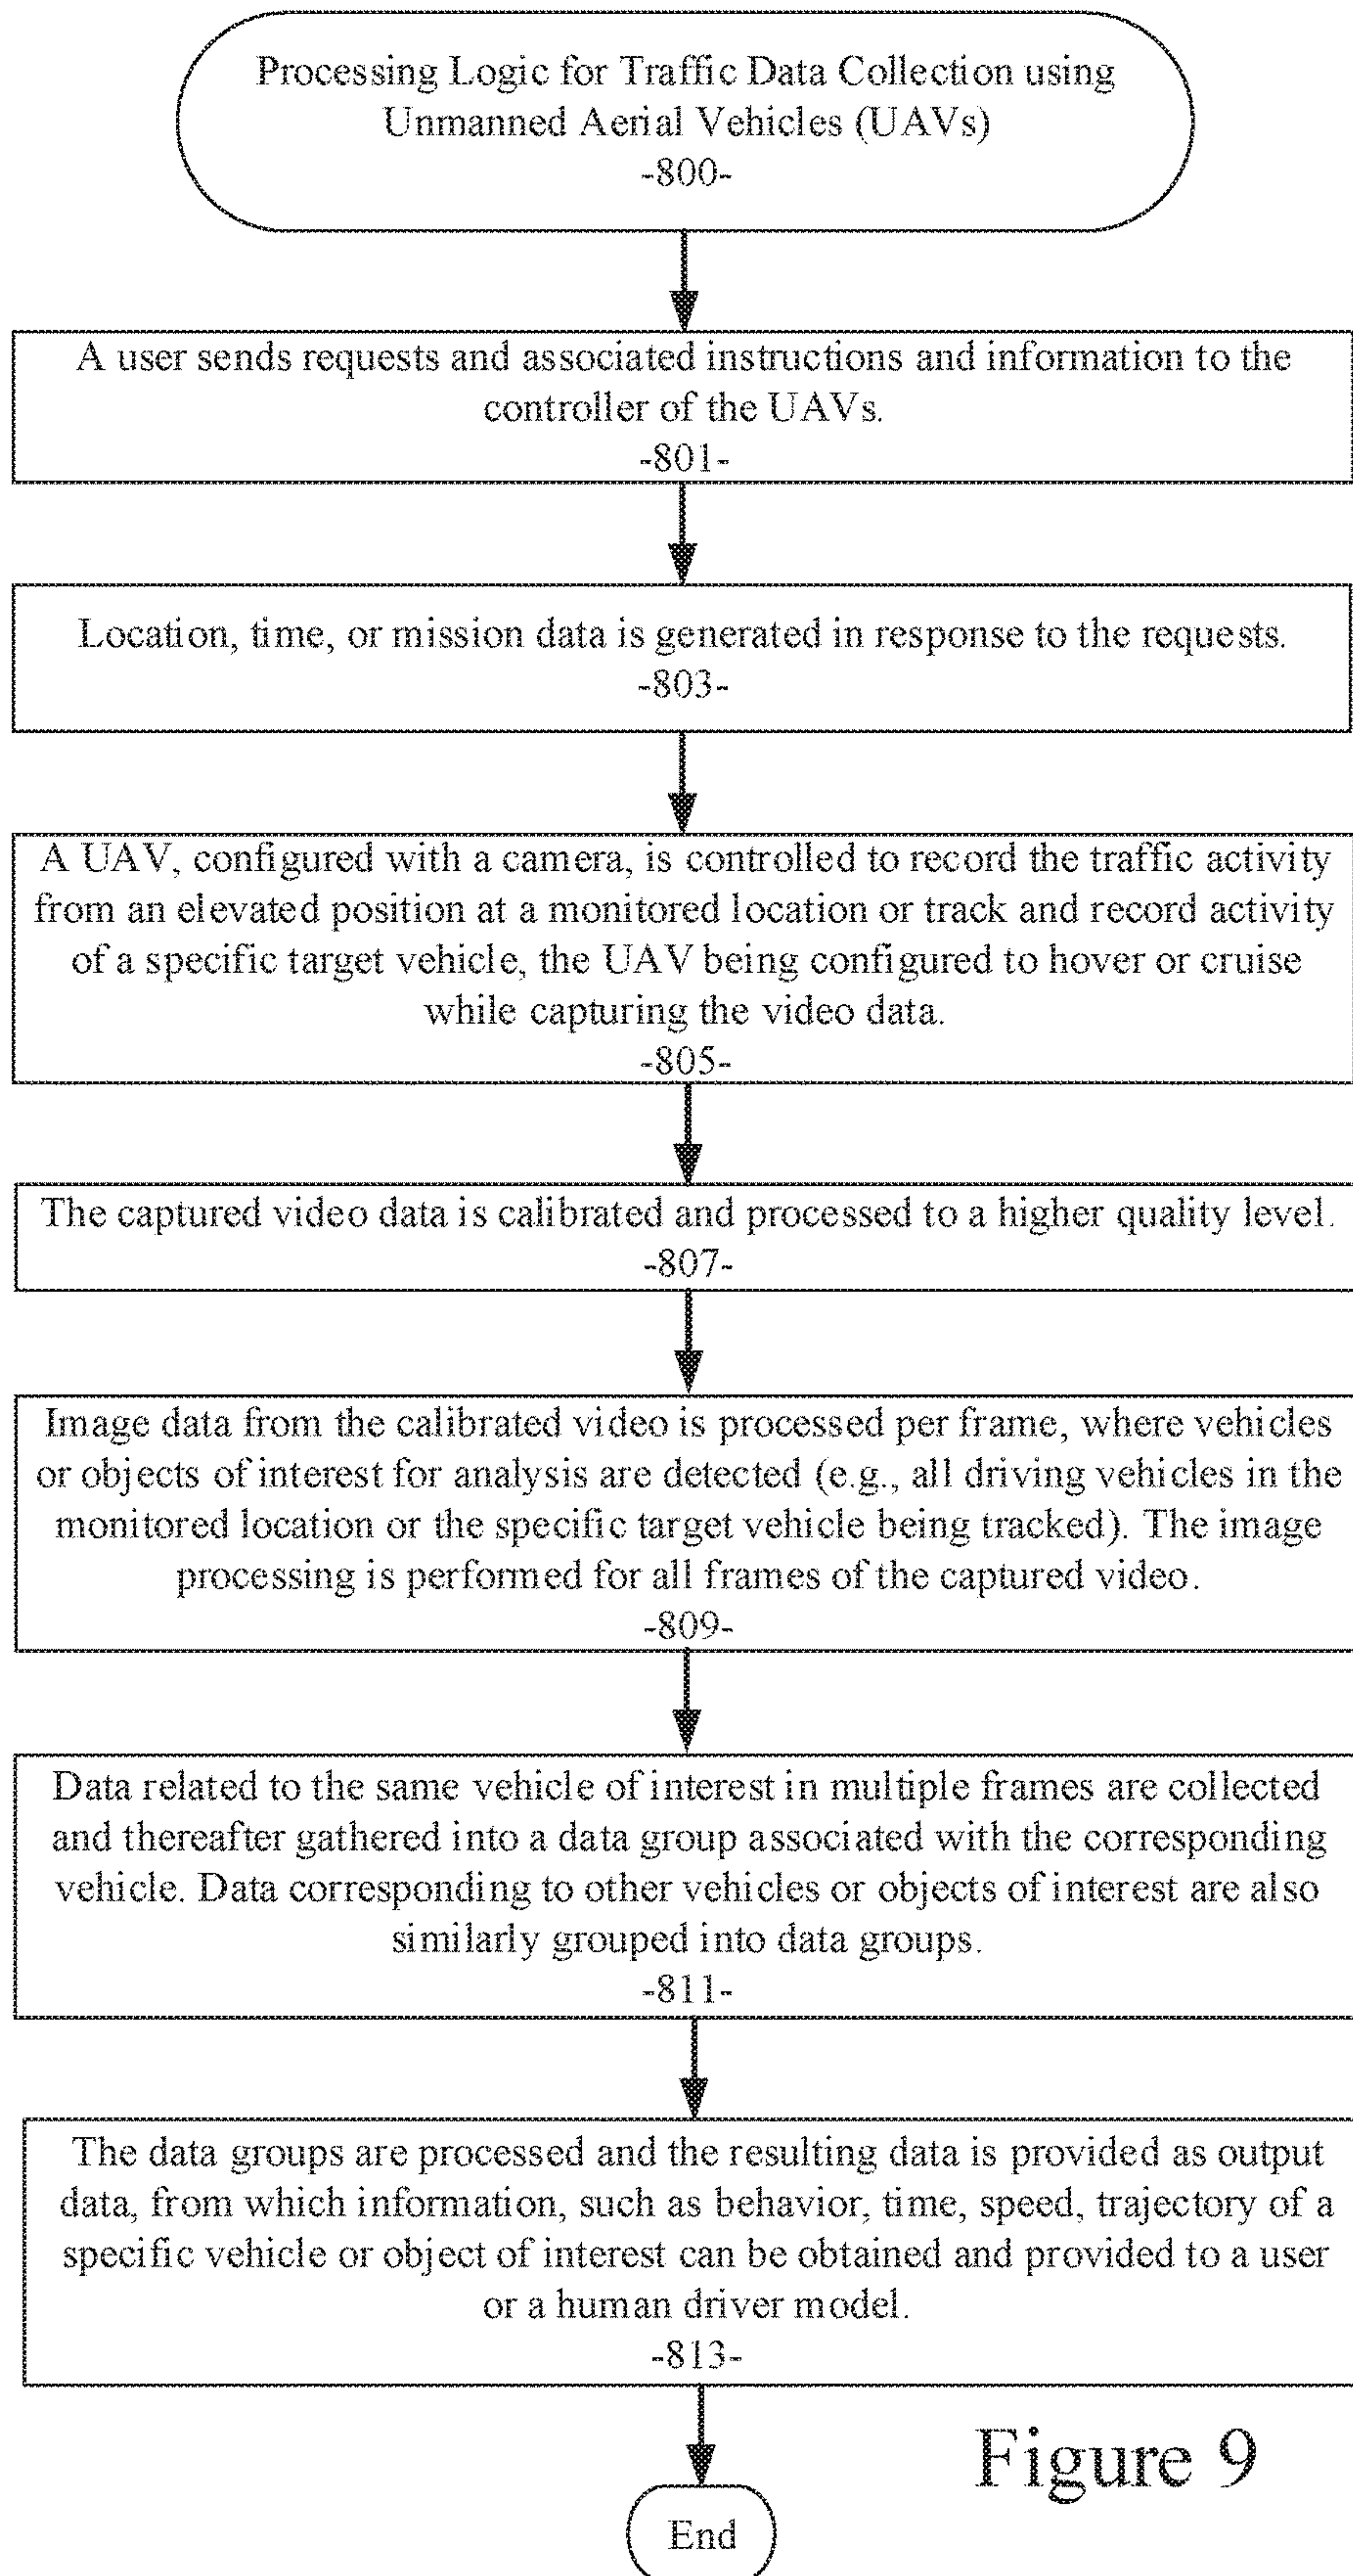 Processing Logic for Traffic Data Collection using
Unmanned Aerial Vehicles (UAVs)
-800-
A user sends requests and associated instructions and information to the
controller of the UAVs.
-801-
Location, time, or mission data is generated in response to the requests.
-803-
A UAV, configured with a camera, is controlled to record the traffic activity
from an elevated position at a monitored location or track and record activity
of a specific target vehicle, the UAV being configured to hover or cruise
while capturing the video data.
-805-
The captured video data is calibrated and processed to a higher quality level.
-807-
Image data from the calibrated video is processed per frame, where vehicles
or objects of interest for analysis are detected (e.g., all driving vehicles in the
monitored location or the specific target vehicle being tracked). The image
processing is performed for all frames of the captured video.
-809-
Data related to the same vehicle of interest in multiple frames are collected
and thereafter gathered into a data group associated with the corresponding
vehicle. Data corresponding to other vehicles or objects of interest are also
similarly grouped into data groups.
-811-
The data groups are processed and the resulting data is provided as output
data, from which information, such as behavior, time, speed, trajectory of a
specific vehicle or object of interest can be obtained and provided to a user
or a human driver model.
-813-
Figure 9
End